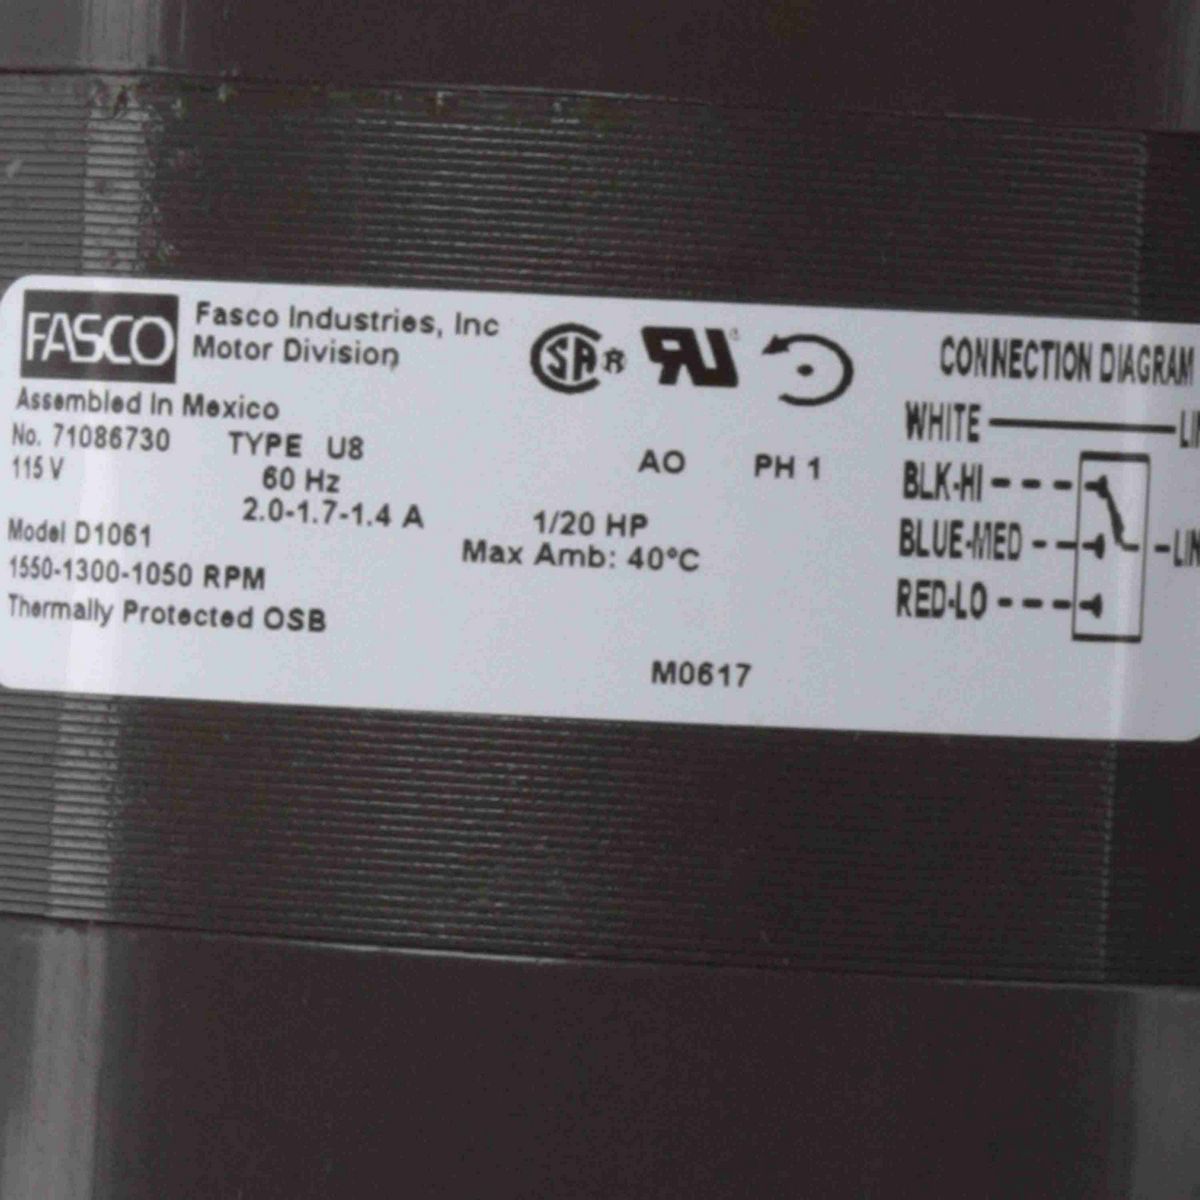 FASCO
Fasco Industries, Inc
Motor Division
Assembled In Mexico
No. 71086730 TYPE U8
115 V 60 Hz
2.0-1.7-1.4 A
Model D1061
1550-1300-1050 RPM
Thermally Protected OSB
SA ®
RU
AO PH 1
1/20 HP
Max Amb: 40°C
M0617
CONNECTION DIAGRAM
WHITE
BLK-HI
BLUE-MED
RED-LO